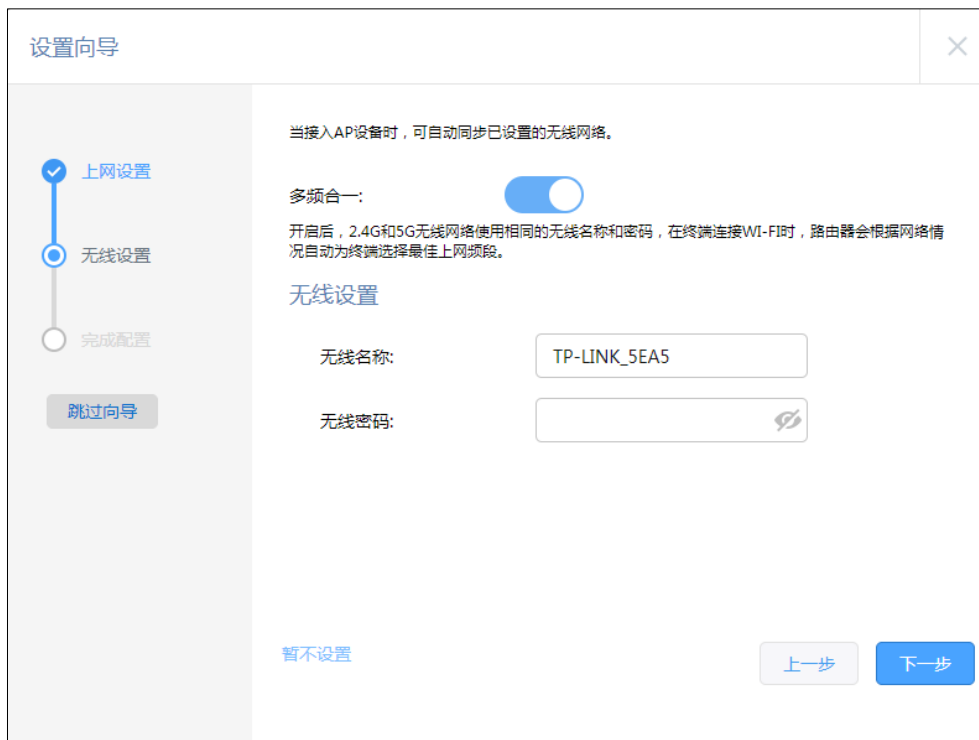 设置向导
当接入AP设备时，可自动同步已设置的无线网络。
上网设置
多频合一:
开启后，2.4G和5G无线网络使用相同的无线名称和密码，在终端连接WI-FI时，路由器会根据网络情
况自动为终端选择最佳上网频段。
无线设置
无线设置
完成配置
无线名称:
TP-LINK_5EA5
跳过向导
无线密码:
暂不设置
上一步
下一步